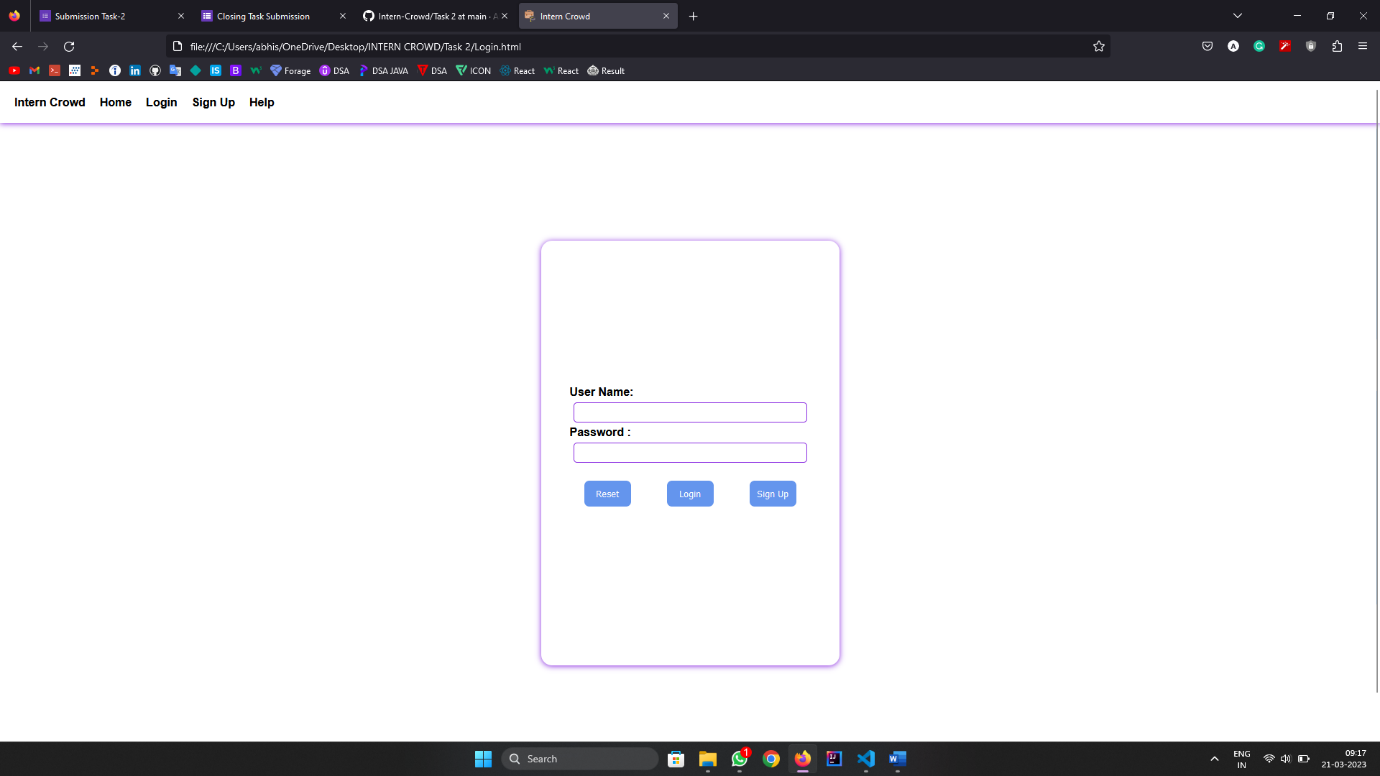 Submission Task-2
Closing Task Submission
Intern-Crowd/Task 2 at main · A
Intern Crowd
file:///C:/Users/abhis/OneDrive/Desktop/INTERN CROWD/Task 2/Login.html
Forage DSA DSA JAVA DSA ICON React React Result
Intern Crowd Home Login Sign Up Help
User Name:
Password :
Reset Login Sign Up
Search
1
ENG
IN
09:17
21-03-2023